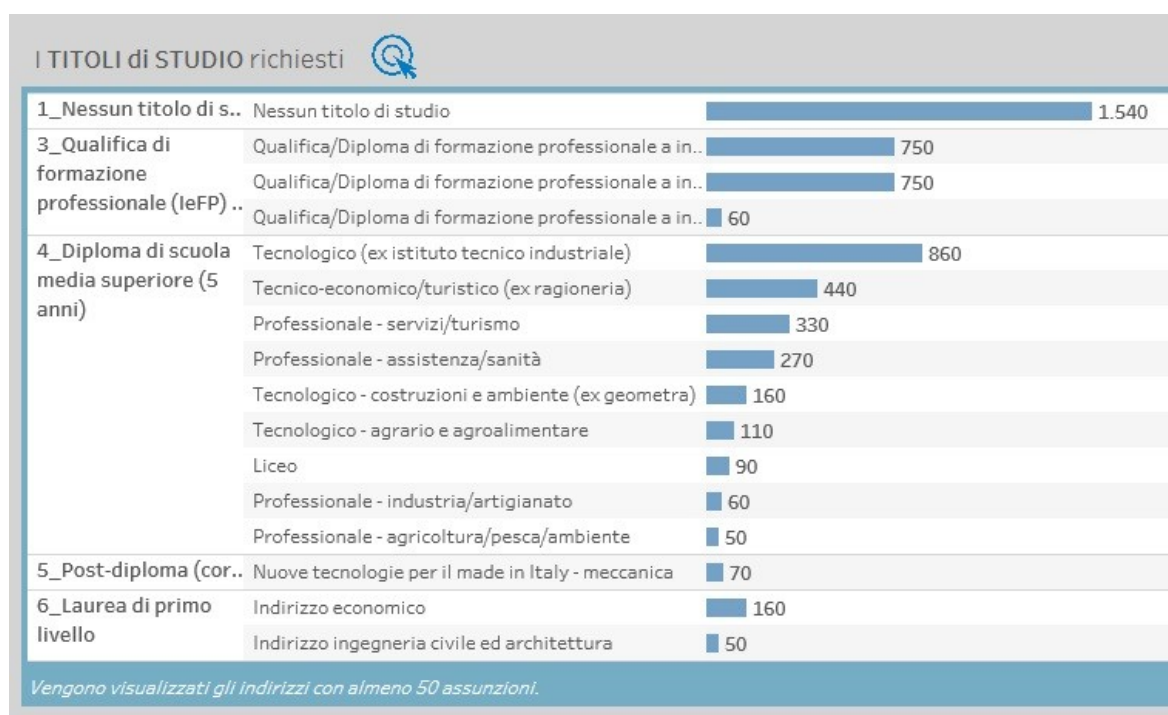 I TITOLI di STUDIO richiesti
1_Nessun titolo di s.. Nessun titolo di studio 1.540
3_Qualifica di formazione professionale (IeFP) .. Qualifica/Diploma di formazione professionale a in.. 750
Qualifica/Diploma di formazione professionale a in.. 750
Qualifica/Diploma di formazione professionale a in.. 60
4_Diploma di scuola media superiore (5 anni) Tecnologico (ex istituto tecnico industriale) 860
Tecnico-economico/turistico (ex ragioneria) 440
Professionale - servizi/turismo 330
Professionale - assistenza/sanità 270
Tecnologico - costruzioni e ambiente (ex geometra) 160
Tecnologico - agrario e agroalimentare 110
Liceo 90
Professionale - industria/artigianato 60
Professionale - agricoltura/pesca/ambiente 50
5_Post-diploma (cor.. Nuove tecnologie per il made in Italy - meccanica 70
6_Laurea di primo livello Indirizzo economico 160
Indirizzo ingegneria civile ed architettura 50
Vengono visualizzati gli indirizzi con almeno 50 assunzioni.